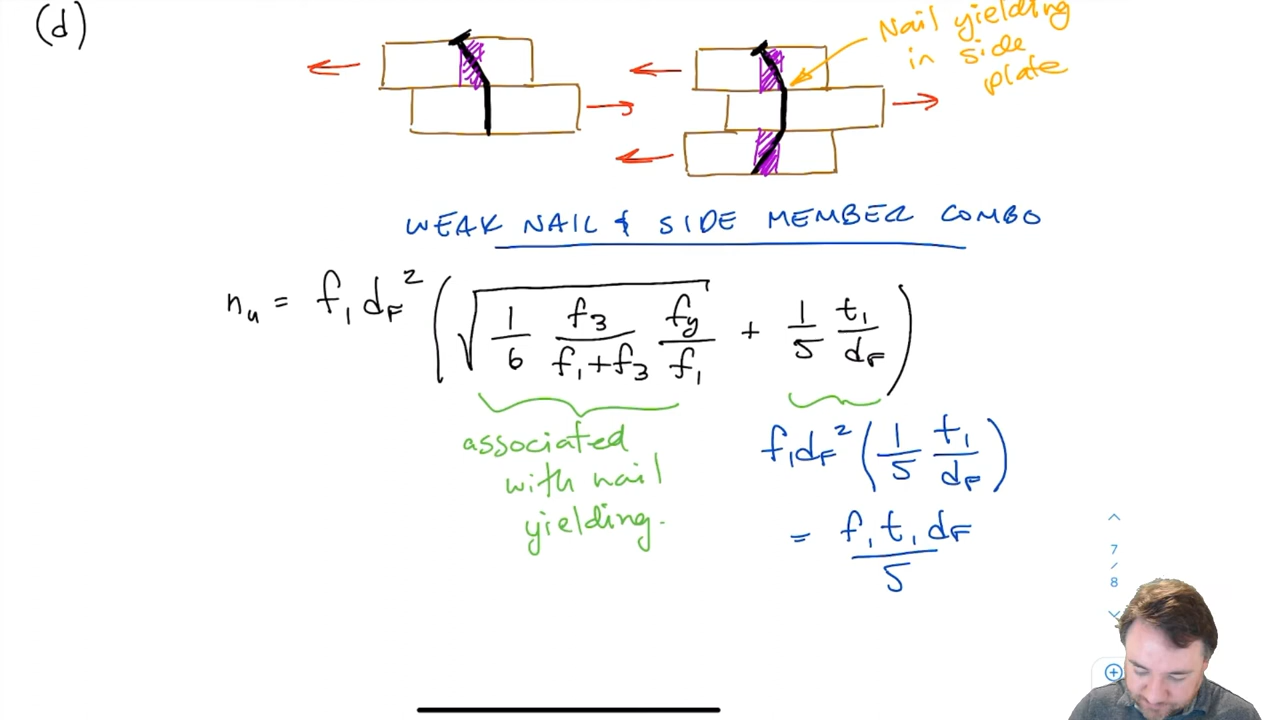 (d)
Nail yielding
in side
plate
WEAK NAIL & SIDE MEMBER COMBO
n_u = f_1 d_F^2 ( √(1/6 f_3/(f_1+f_3) f_y/f_1) + 1/5 t_1/d_F )
associated
with nail
yielding.
f_1 d_F^2 ( 1/5 t_1/d_F )
= f_1 t_1 d_F / 5
7
/
8